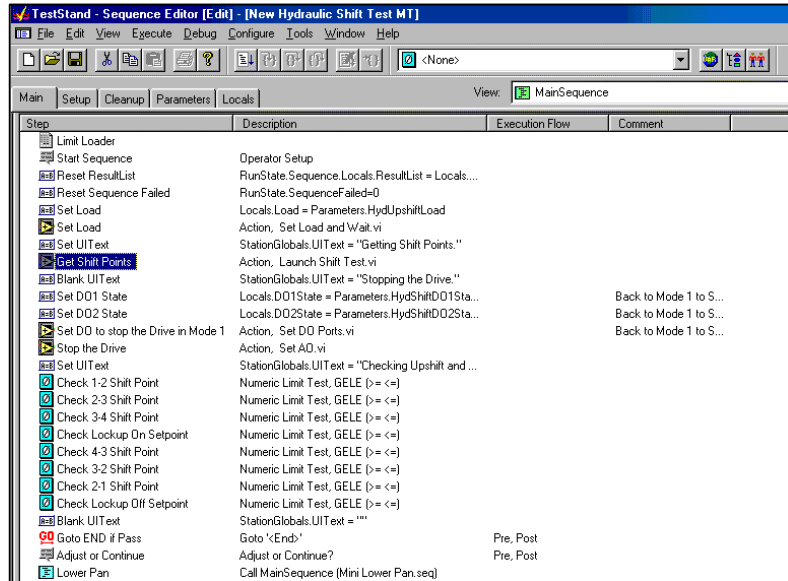 TestStand - Sequence Editor [Edit] - [New Hydraulic Shift Test MT]
File Edit View Execute Debug Configure Tools Window Help
<None>
Main Setup Cleanup Parameters Locals View: MainSequence
Step Description Execution Flow Comment
Limit Loader
Start Sequence Operator Setup
Reset ResultList RunState.Sequence.Locals.ResultList = Locals....
Reset Sequence Failed RunState.SequenceFailed=0
Set Load Locals.Load = Parameters.HydUpshiftLoad
Set Load Action, Set Load and Wait.vi
Set UIText StationGlobals.UIText = "Getting Shift Points."
Get Shift Points Action, Launch Shift Test.vi
Blank UIText StationGlobals.UIText = "Stopping the Drive."
Set DO1 State Locals.DO1State = Parameters.HydShiftDO1Sta... Back to Mode 1 to S...
Set DO2 State Locals.DO2State = Parameters.HydShiftDO2Sta... Back to Mode 1 to S...
Set DO to stop the Drive in Mode 1 Action, Set DO Ports.vi Back to Mode 1 to S...
Stop the Drive Action, Set AO.vi
Set UIText StationGlobals.UIText = "Checking Upshift and ...
Check 1-2 Shift Point Numeric Limit Test, GELE (>= <=)
Check 2-3 Shift Point Numeric Limit Test, GELE (>= <=)
Check 3-4 Shift Point Numeric Limit Test, GELE (>= <=)
Check Lockup On Setpoint Numeric Limit Test, GELE (>= <=)
Check 4-3 Shift Point Numeric Limit Test, GELE (>= <=)
Check 3-2 Shift Point Numeric Limit Test, GELE (>= <=)
Check 2-1 Shift Point Numeric Limit Test, GELE (>= <=)
Check Lockup Off Setpoint Numeric Limit Test, GELE (>= <=)
Blank UIText StationGlobals.UIText = ""
GO Goto END if Pass Goto '<End>' Pre, Post
Adjust or Continue Adjust or Continue? Pre, Post
Lower Pan Call MainSequence (Mini Lower Pan.seq)